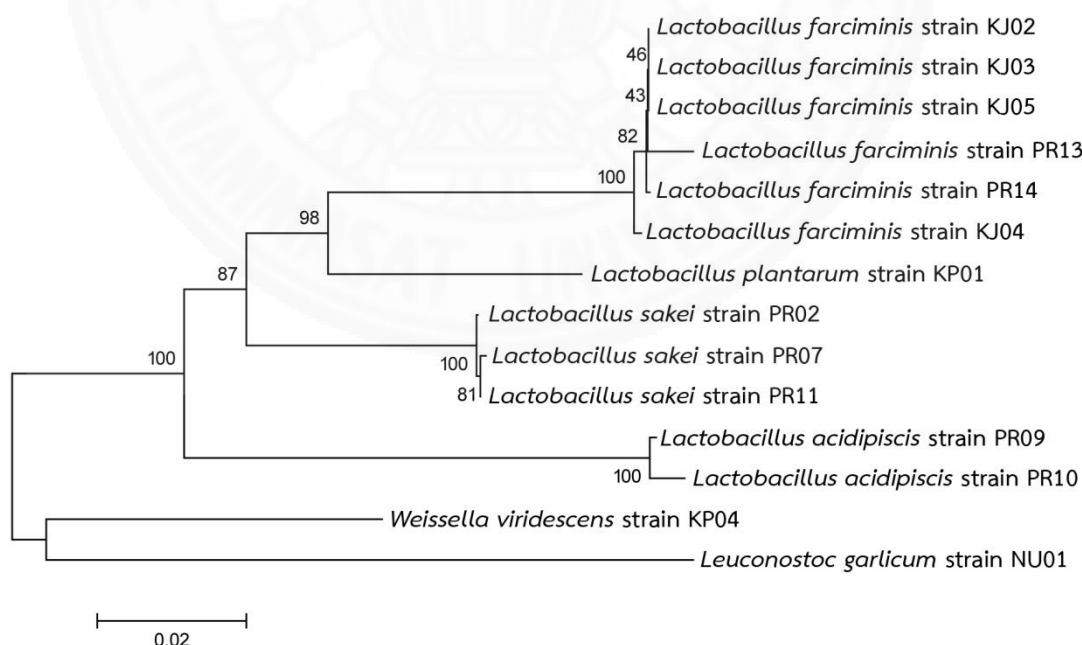 Lactobacillus farciminis strain KJ02
46
Lactobacillus farciminis strain KJ03
43
Lactobacillus farciminis strain KJ05
82
Lactobacillus farciminis strain PR13
100
Lactobacillus farciminis strain PR14
98
Lactobacillus farciminis strain KJ04
87
Lactobacillus plantarum strain KP01
Lactobacillus sakei strain PR02
100
100
Lactobacillus sakei strain PR07
81
Lactobacillus sakei strain PR11
Lactobacillus acidipiscis strain PR09
100
Lactobacillus acidipiscis strain PR10
Weissella viridescens strain KP04
Leuconostoc garlicum strain NU01
0.02
THAMMASAT UNIVE